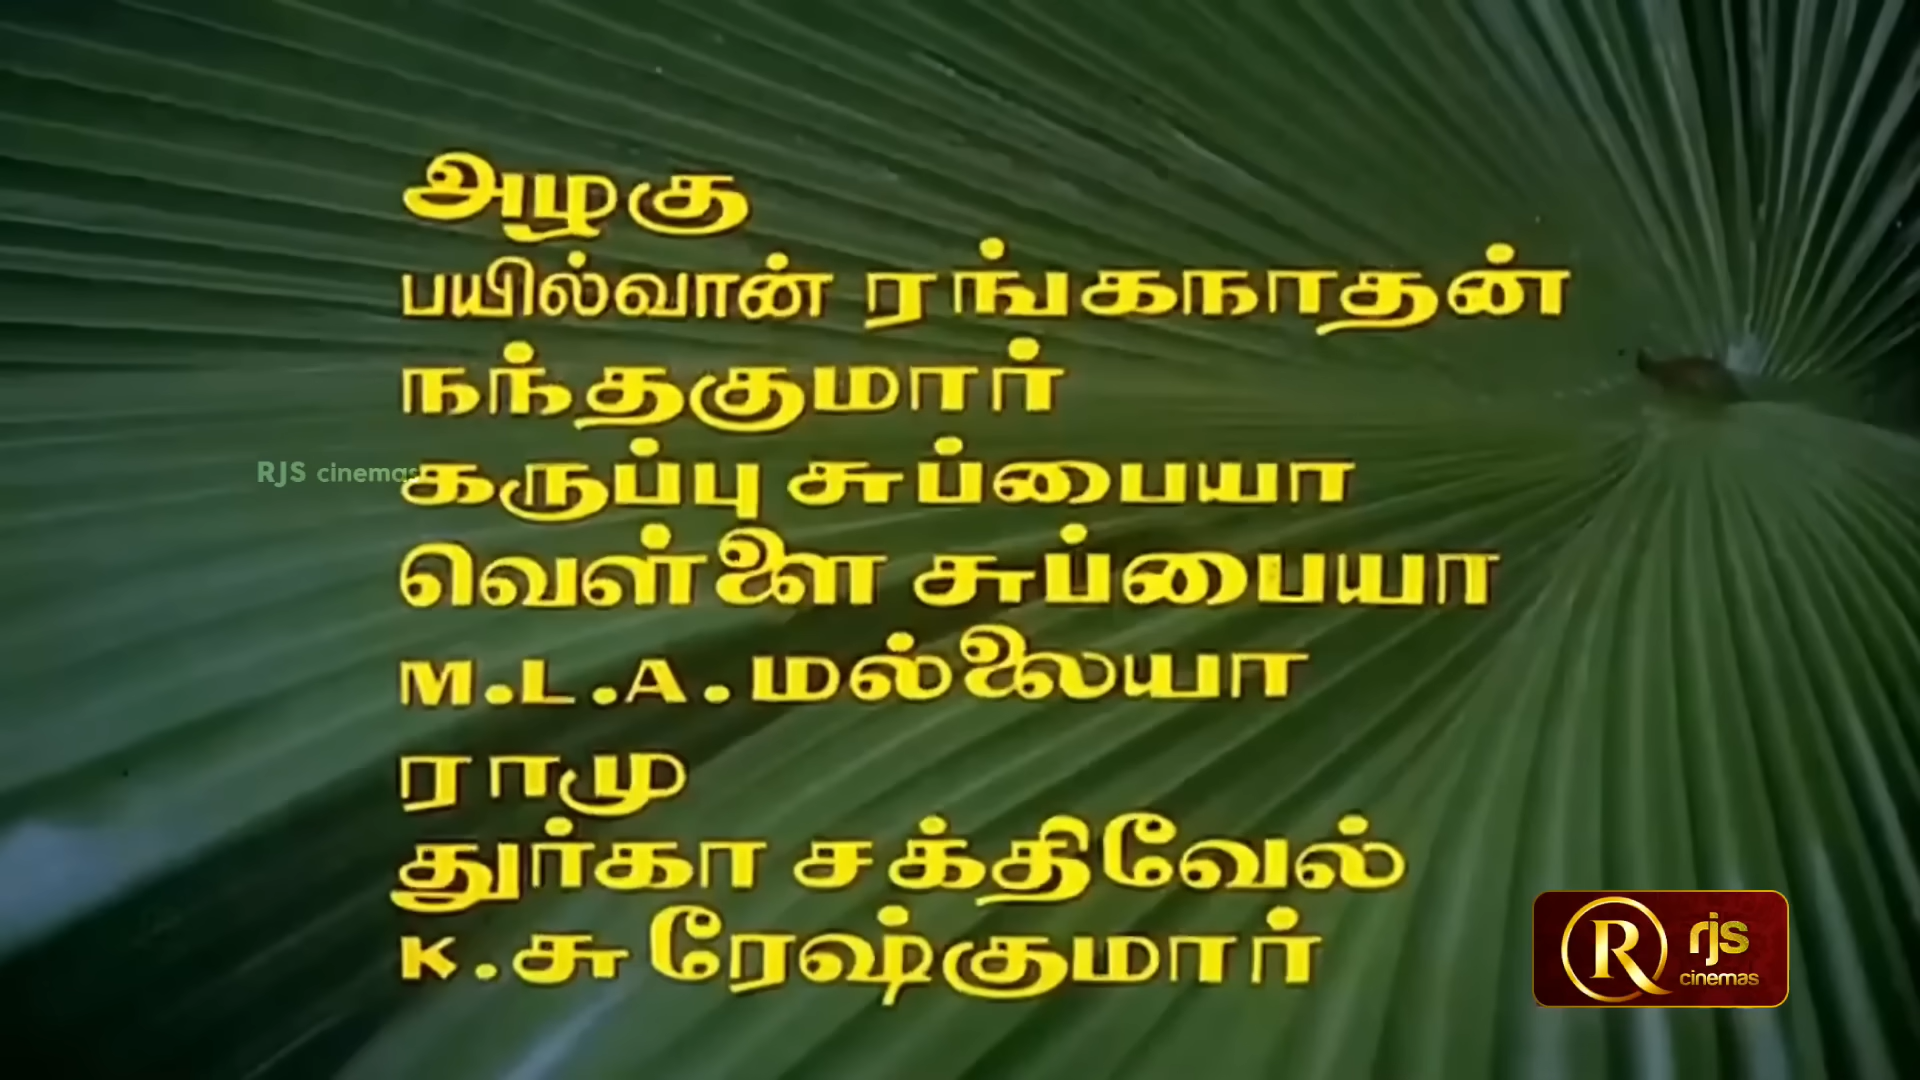 அழகு
பயில்வான் ரங்கநாதன்
நந்தகுமார்
RJS cinemas
கருப்பு சுப்பையா
வெள்ளை சுப்பையா
M.L.A. மல்லையா
ராமு
துர்கா சக்திவேல்
K. சுரேஷ்குமார்
R rjs
cinemas